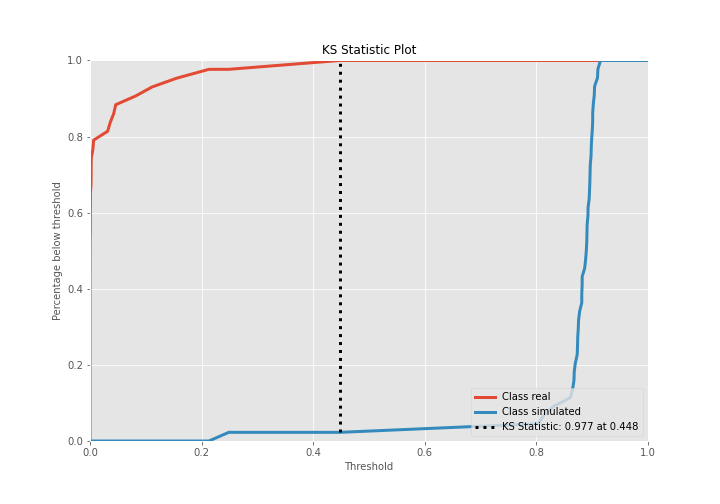 KS Statistic Plot
1.0
0.8
0.6
0.4
0.2
0.0
Percentage below threshold
Class real
Class simulated
KS Statistic: 0.977 at 0.448
0.0 0.2 0.4 0.6 0.8 1.0
Threshold